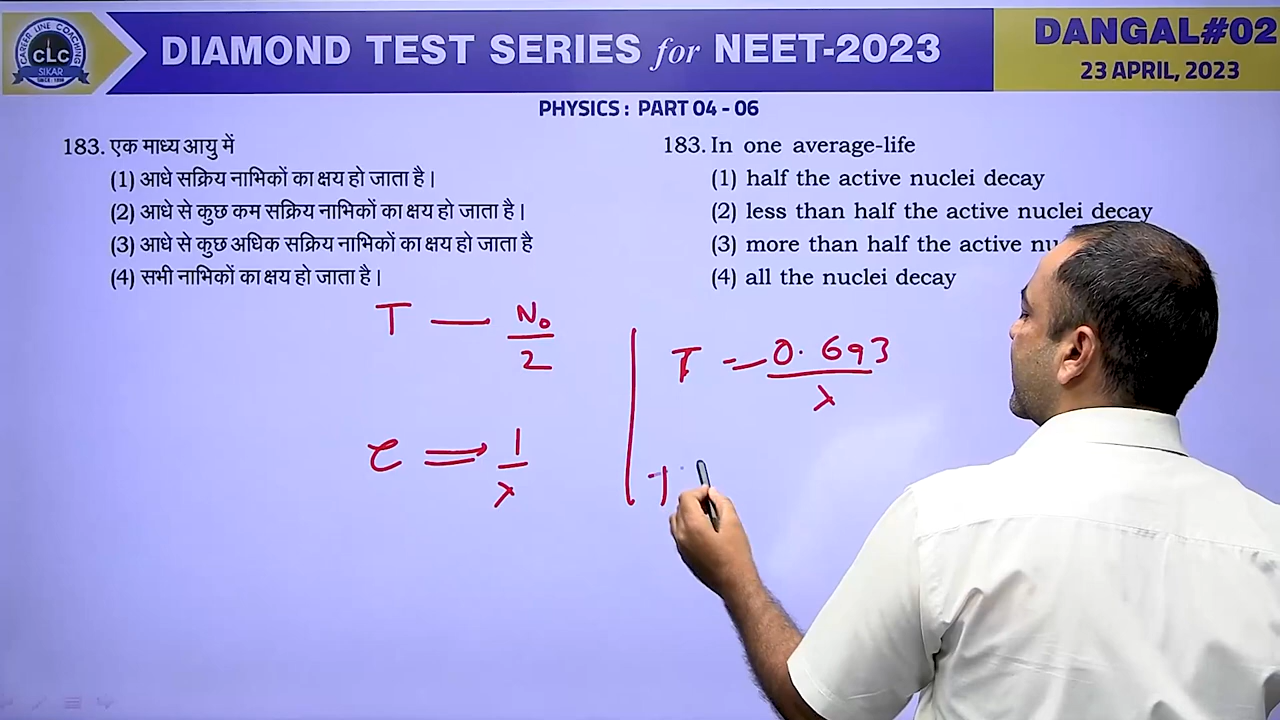 CAREER LINE COACHING
CLC
SIKAR
DIAMOND TEST SERIES for NEET-2023
DANGAL#02
23 APRIL, 2023
PHYSICS : PART 04 - 06
183. एक माध्य आयु में
(1) आधे सक्रिय नाभिकों का क्षय हो जाता है।
(2) आधे से कुछ कम सक्रिय नाभिकों का क्षय हो जाता है।
(3) आधे से कुछ अधिक सक्रिय नाभिकों का क्षय हो जाता है
(4) सभी नाभिकों का क्षय हो जाता है।
183. In one average-life
(1) half the active nuclei decay
(2) less than half the active nuclei decay
(3) more than half the active
(4) all the nuclei decay
T — N₀/2
τ ⇒ 1/λ
T = 0.693/λ
T